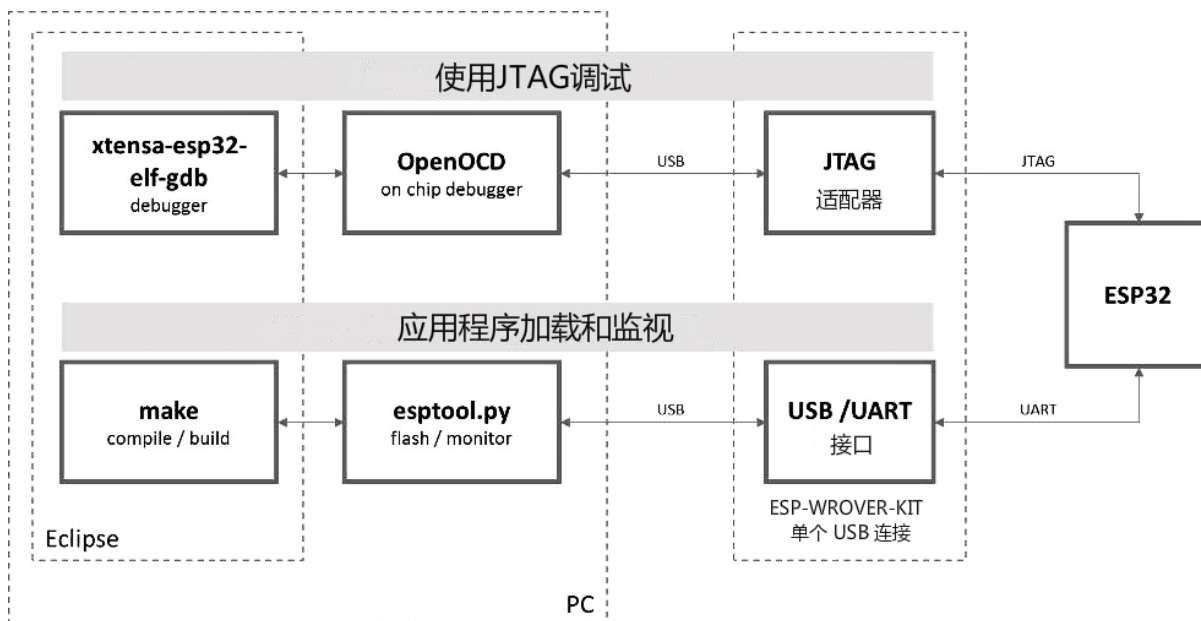 使用JTAG调试
xtensa-esp32-
elf-gdb
debugger
OpenOCD
on chip debugger
USB
JTAG
适配器
JTAG
ESP32
应用程序加载和监视
make
compile / build
esptool.py
flash / monitor
USB
USB /UART
接口
UART
ESP-WROVER-KIT
单个 USB 连接
Eclipse
PC